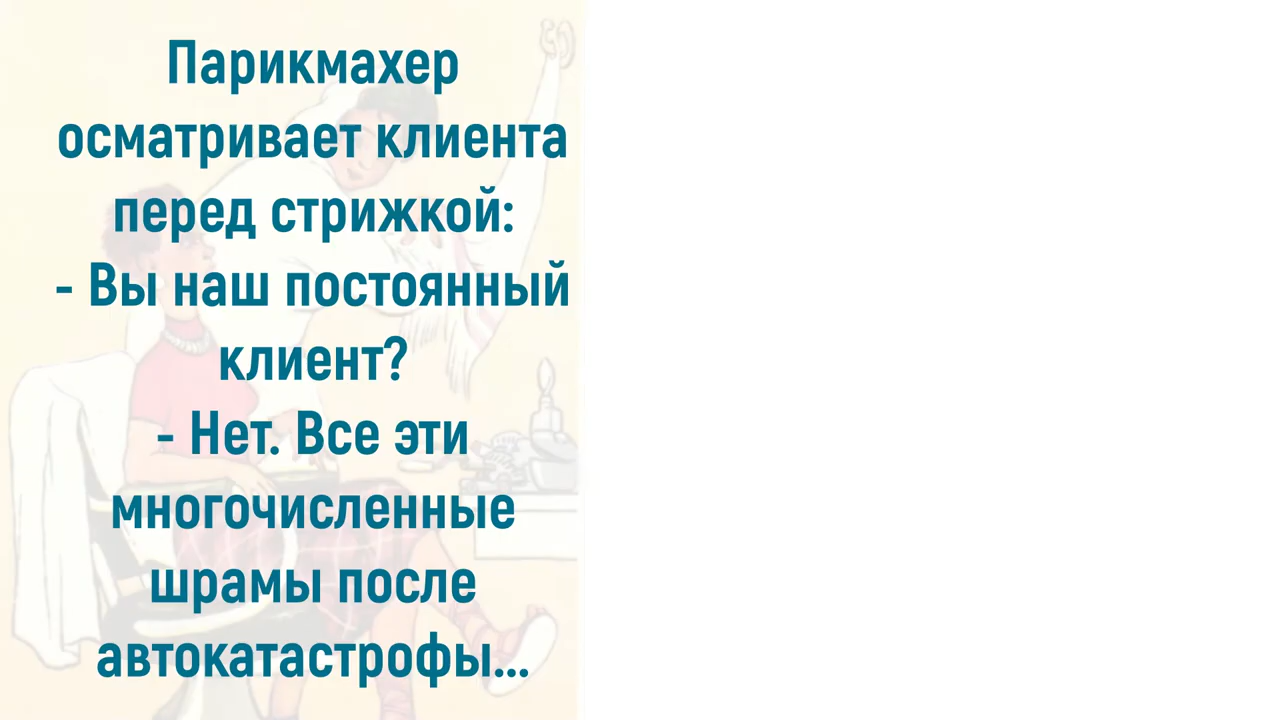 Парикмахер
осматривает клиента
перед стрижкой:
- Вы наш постоянный
клиент?
- Нет. Все эти
многочисленные
шрамы после
автокатастрофы...